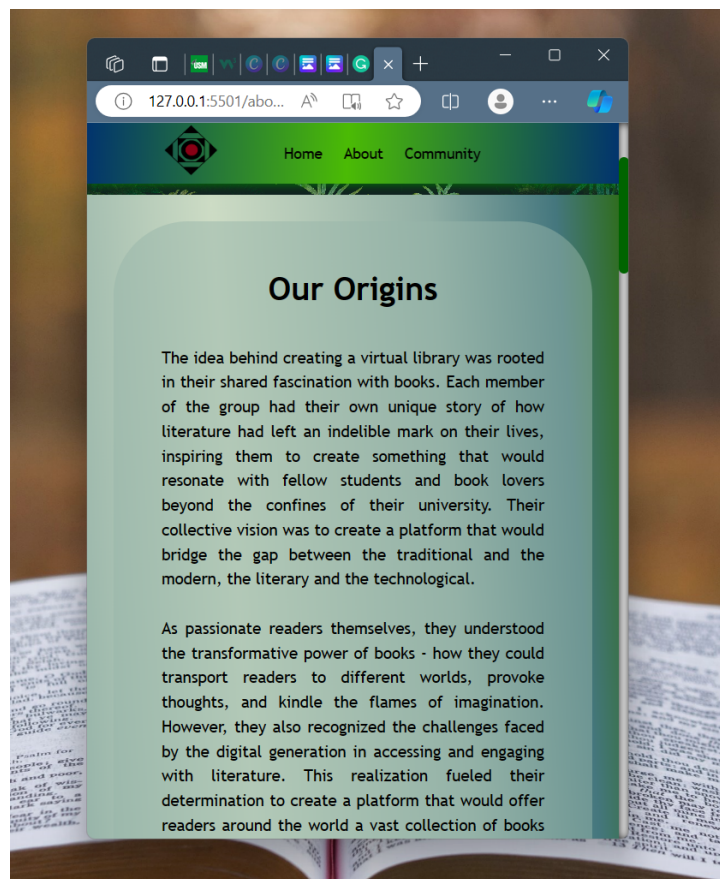 GSM
127.0.0.1:5501/abo...
Home About Community
Our Origins
The idea behind creating a virtual library was rooted
in their shared fascination with books. Each member
of the group had their own unique story of how
literature had left an indelible mark on their lives,
inspiring them to create something that would
resonate with fellow students and book lovers
beyond the confines of their university. Their
collective vision was to create a platform that would
bridge the gap between the traditional and the
modern, the literary and the technological.
As passionate readers themselves, they understood
the transformative power of books - how they could
transport readers to different worlds, provoke
thoughts, and kindle the flames of imagination.
However, they also recognized the challenges faced
by the digital generation in accessing and engaging
with literature. This realization fueled their
determination to create a platform that would offer
readers around the world a vast collection of books